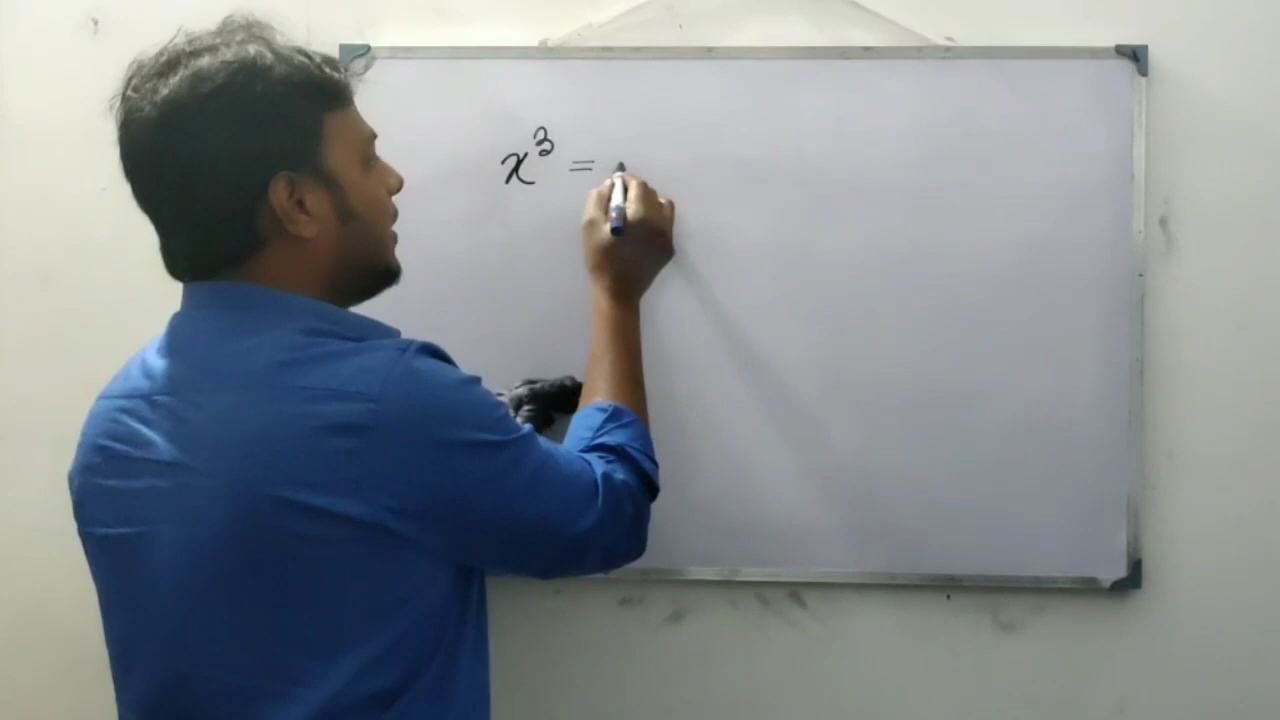 x³ =